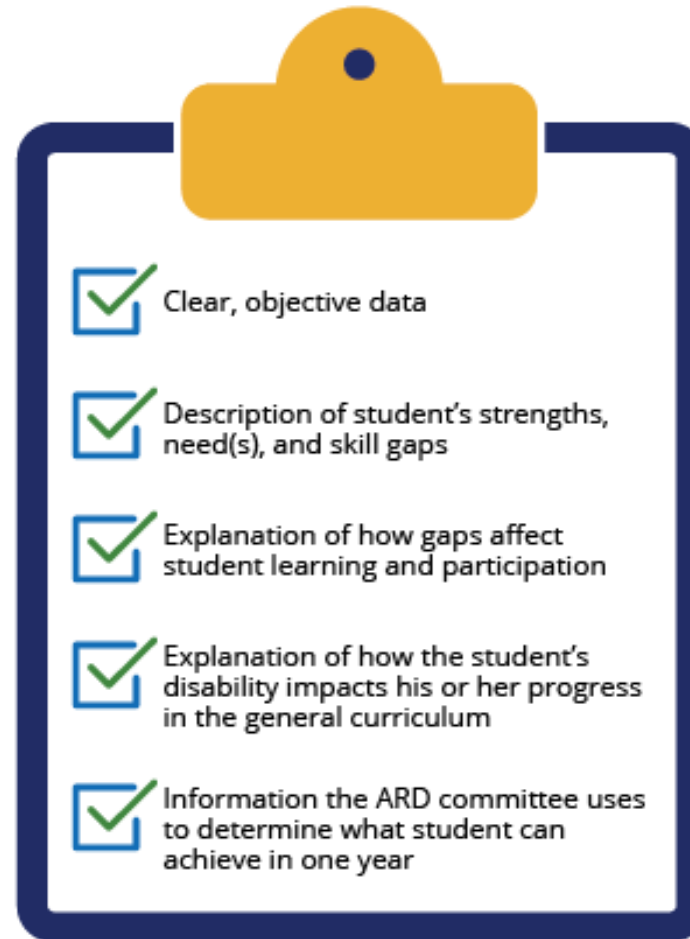 Clear, objective data
Description of student’s strengths,
need(s), and skill gaps
Explanation of how gaps affect
student learning and participation
Explanation of how the student’s
disability impacts his or her progress
in the general curriculum
Information the ARD committee uses
to determine what student can
achieve in one year